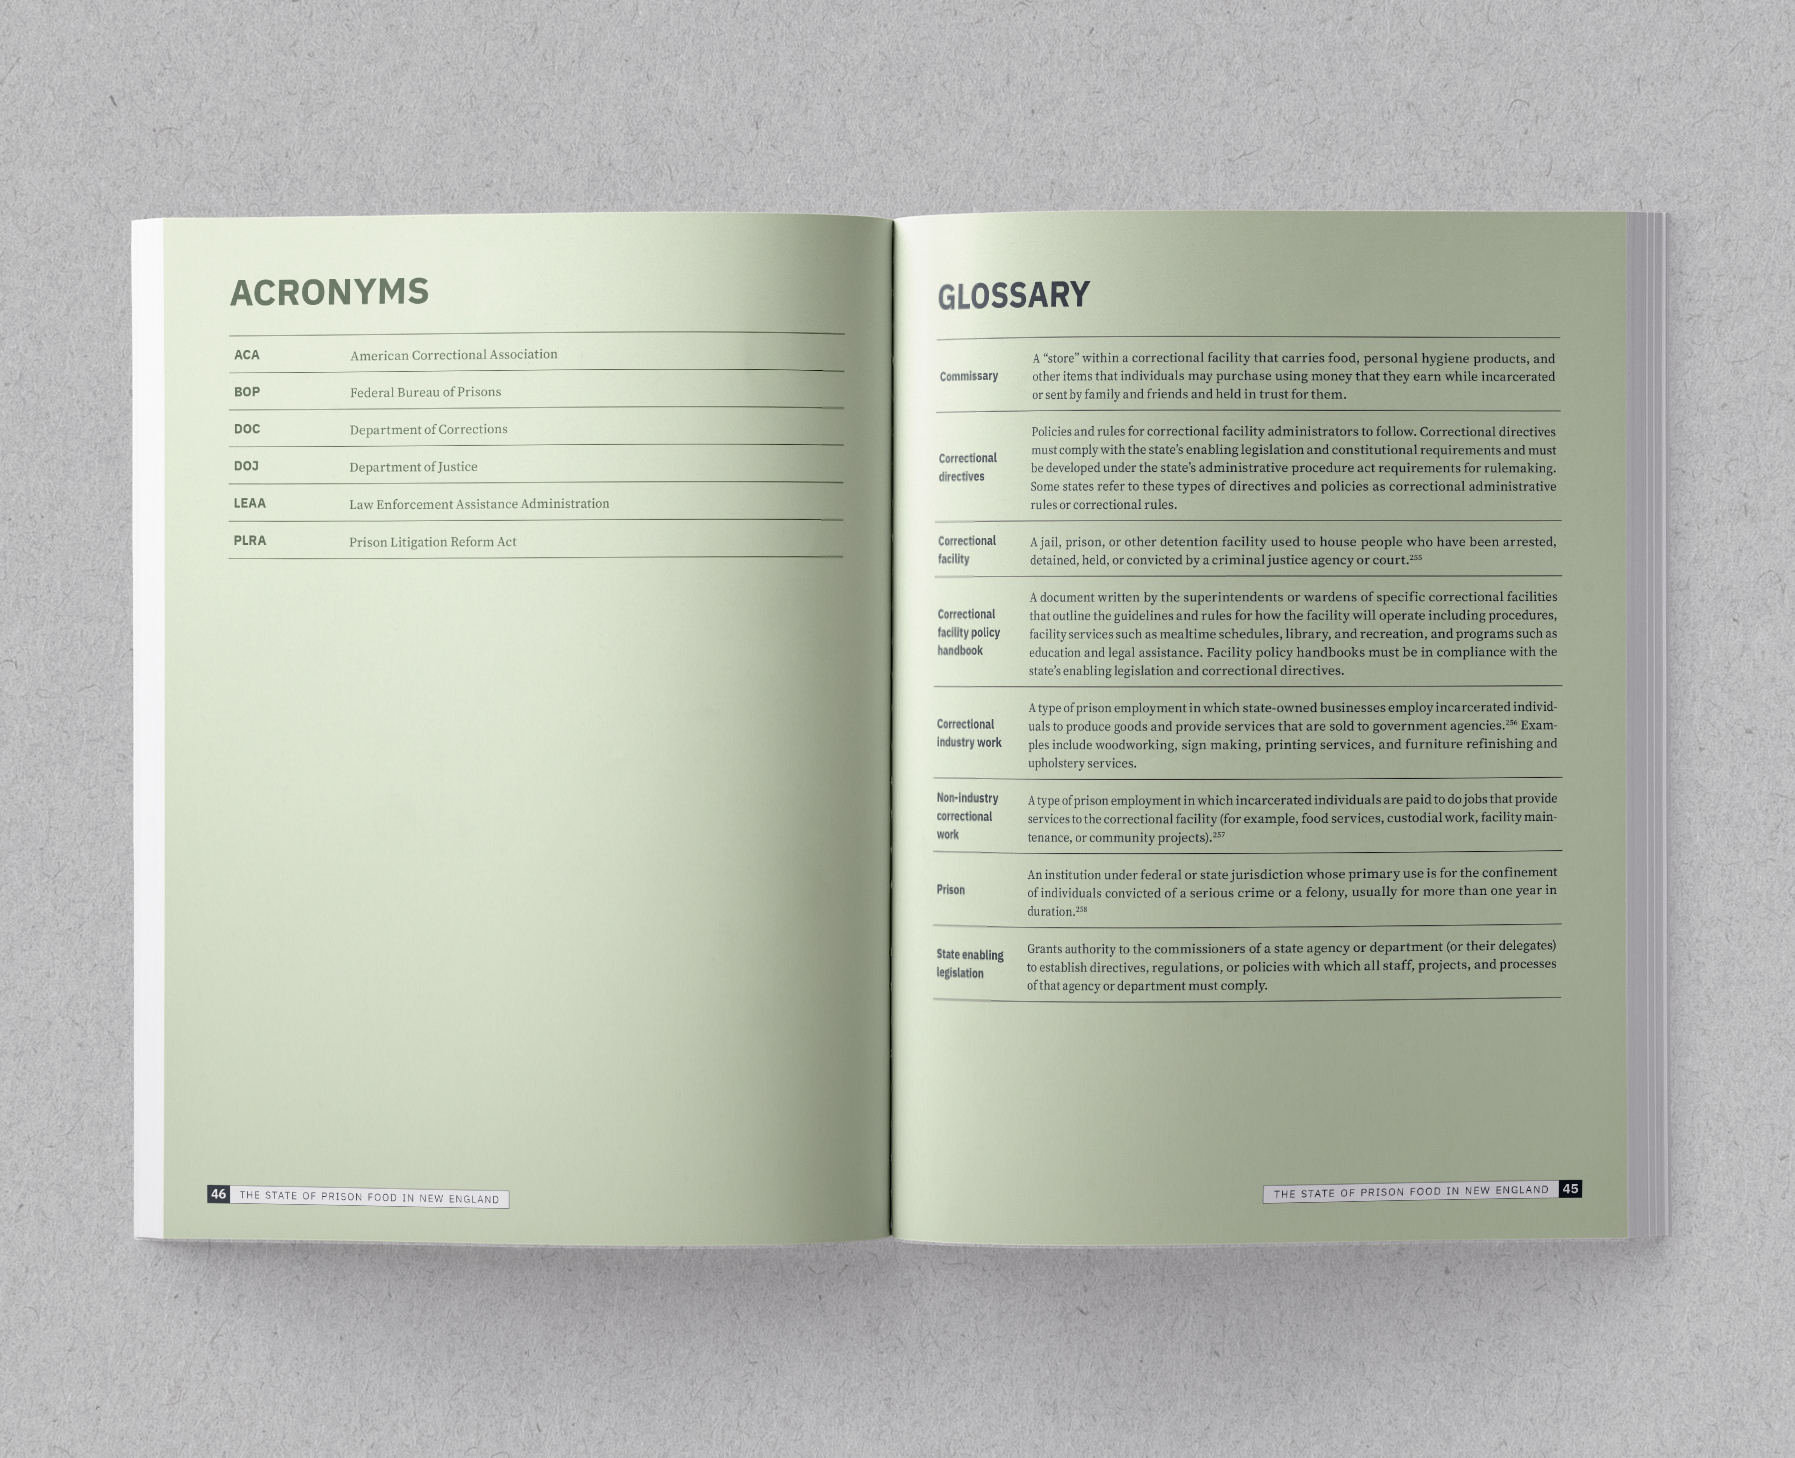 ACRONYMS
ACA American Correctional Association
BOP Federal Bureau of Prisons
DOC Department of Corrections
DOJ Department of Justice
LEAA Law Enforcement Assistance Administration
PLRA Prison Litigation Reform Act
46 THE STATE OF PRISON FOOD IN NEW ENGLAND
GLOSSARY
Commissary
A “store” within a correctional facility that carries food, personal hygiene products, and
other items that individuals may purchase using money that they earn while incarcerated
or sent by family and friends and held in trust for them.
Correctional
directives
Policies and rules for correctional facility administrators to follow. Correctional directives
must comply with the state’s enabling legislation and constitutional requirements and must
be developed under the state’s administrative procedure act requirements for rulemaking.
Some states refer to these types of directives and policies as correctional administrative
rules or correctional rules.
Correctional
facility
A jail, prison, or other detention facility used to house people who have been arrested,
detained, held, or convicted by a criminal justice agency or court.255
Correctional
facility policy
handbook
A document written by the superintendents or wardens of specific correctional facilities
that outline the guidelines and rules for how the facility will operate including procedures,
facility services such as mealtime schedules, library, and recreation, and programs such as
education and legal assistance. Facility policy handbooks must be in compliance with the
state’s enabling legislation and correctional directives.
Correctional
industry work
A type of prison employment in which state-owned businesses employ incarcerated individ-
uals to produce goods and provide services that are sold to government agencies.256 Exam-
ples include woodworking, sign making, printing services, and furniture refinishing and
upholstery services.
Non-industry
correctional
work
A type of prison employment in which incarcerated individuals are paid to do jobs that provide
services to the correctional facility (for example, food services, custodial work, facility main-
tenance, or community projects).257
Prison
An institution under federal or state jurisdiction whose primary use is for the confinement
of individuals convicted of a serious crime or a felony, usually for more than one year in
duration.258
State enabling
legislation
Grants authority to the commissioners of a state agency or department (or their delegates)
to establish directives, regulations, or policies with which all staff, projects, and processes
of that agency or department must comply.
THE STATE OF PRISON FOOD IN NEW ENGLAND 45